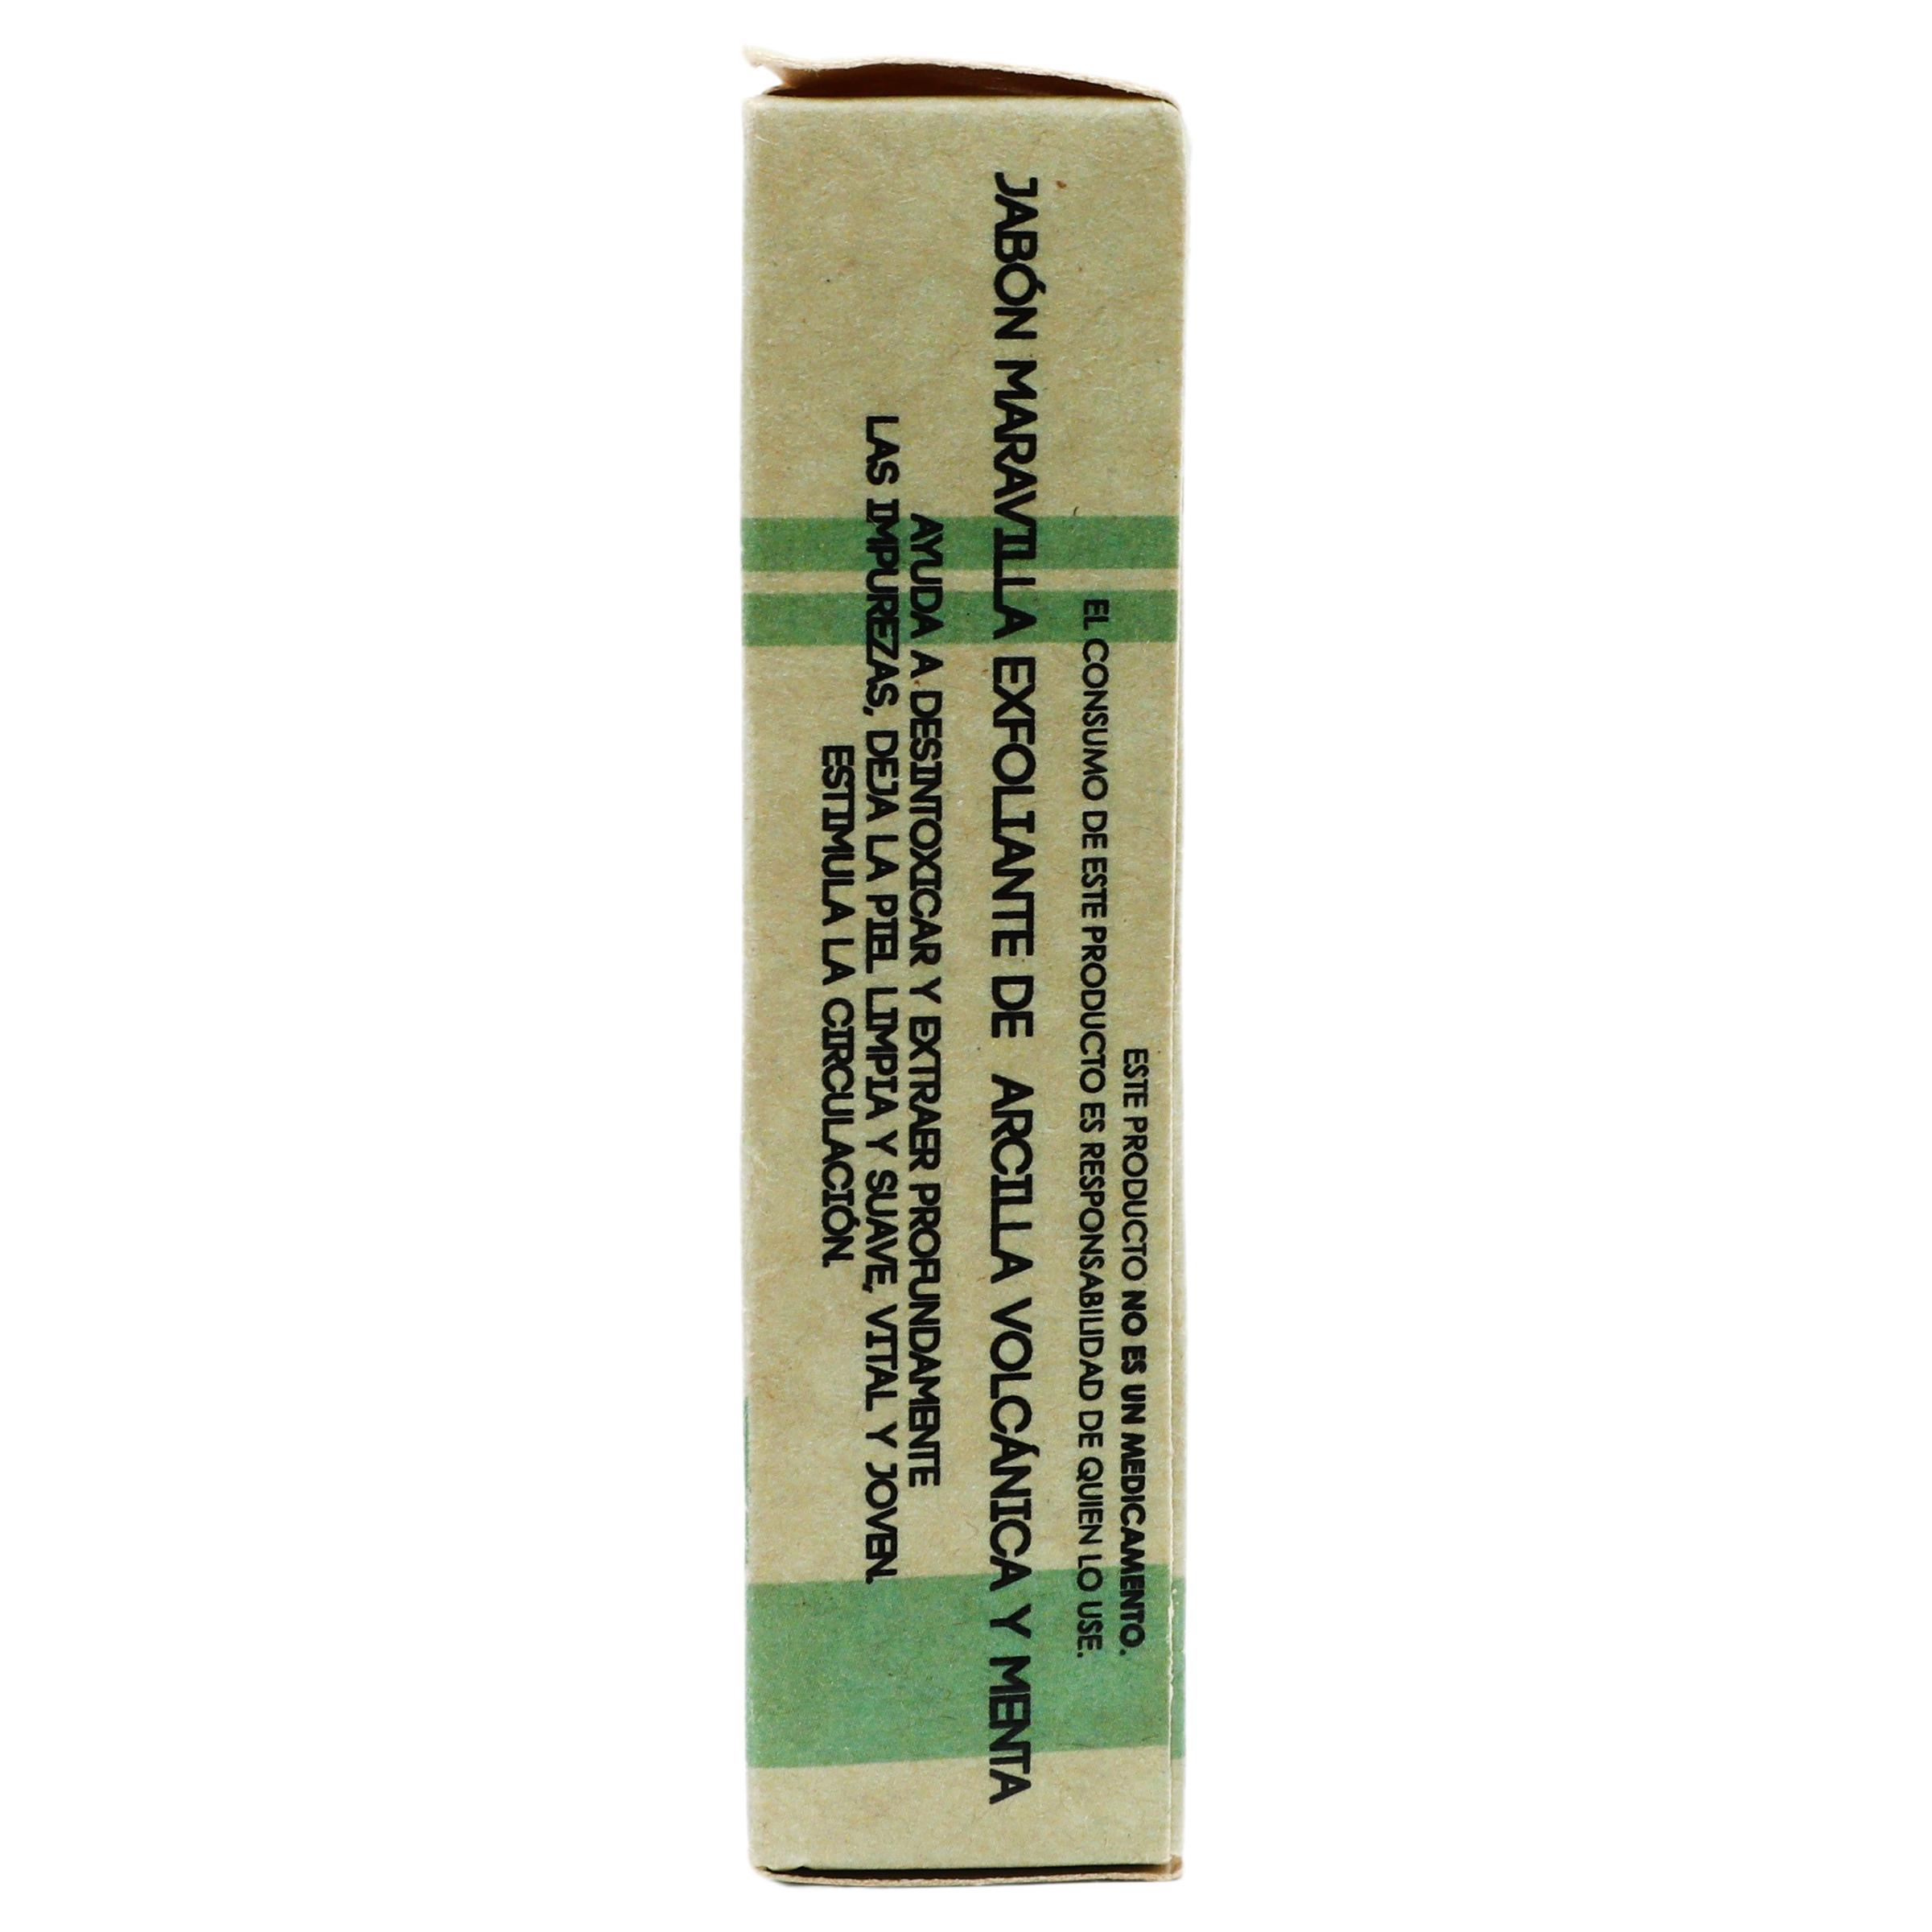 ESTE PRODUCTO NO ES UN MEDICAMENTO.
EL CONSUMO DE ESTE PRODUCTO ES RESPONSABILIDAD DE QUIEN LO USE.
JABÓN MARAVILLA EXFOLIANTE DE ARCILLA VOLCÁNICA Y MENTA
AYUDA A DESINTOXICAR Y EXTRAER PROFUNDAMENTE
LAS IMPUREZAS, DEJA LA PIEL LIMPIA Y SUAVE, VITAL Y JOVEN.
ESTIMULA LA CIRCULACIÓN.